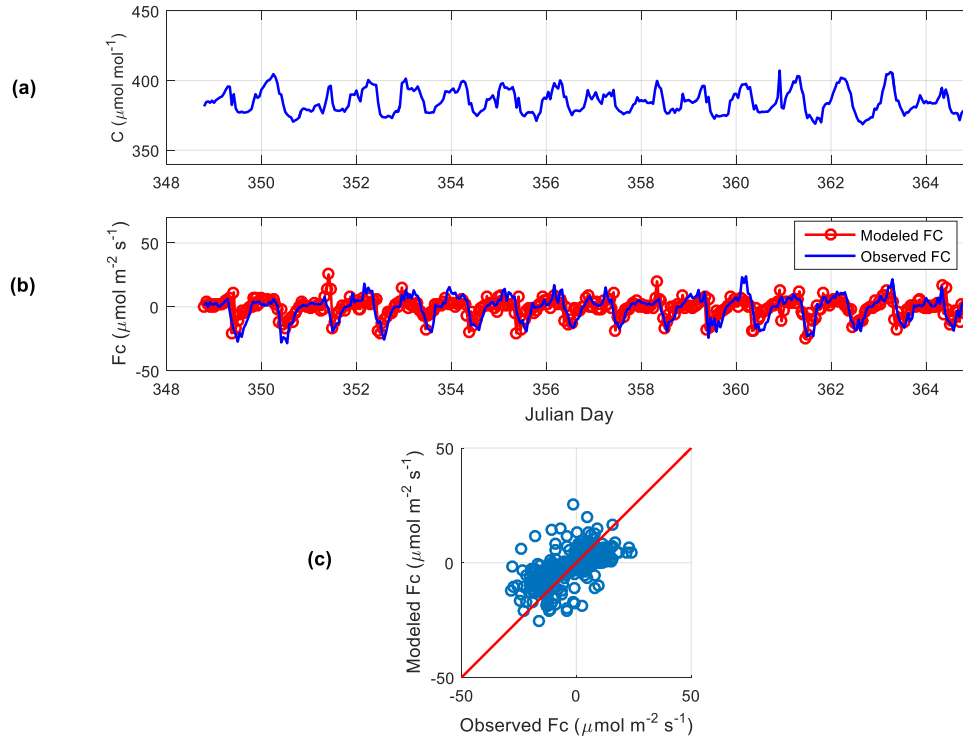 (a)
C (μmol mol⁻¹)
450
400
350
348 350 352 354 356 358 360 362 364
(b)
Fc (μmol m⁻² s⁻¹)
50
0
-50
Modeled FC
Observed FC
348 350 352 354 356 358 360 362 364
Julian Day
(c)
Modeled Fc (μmol m⁻² s⁻¹)
50
0
-50
-50 0 50
Observed Fc (μmol m⁻² s⁻¹)